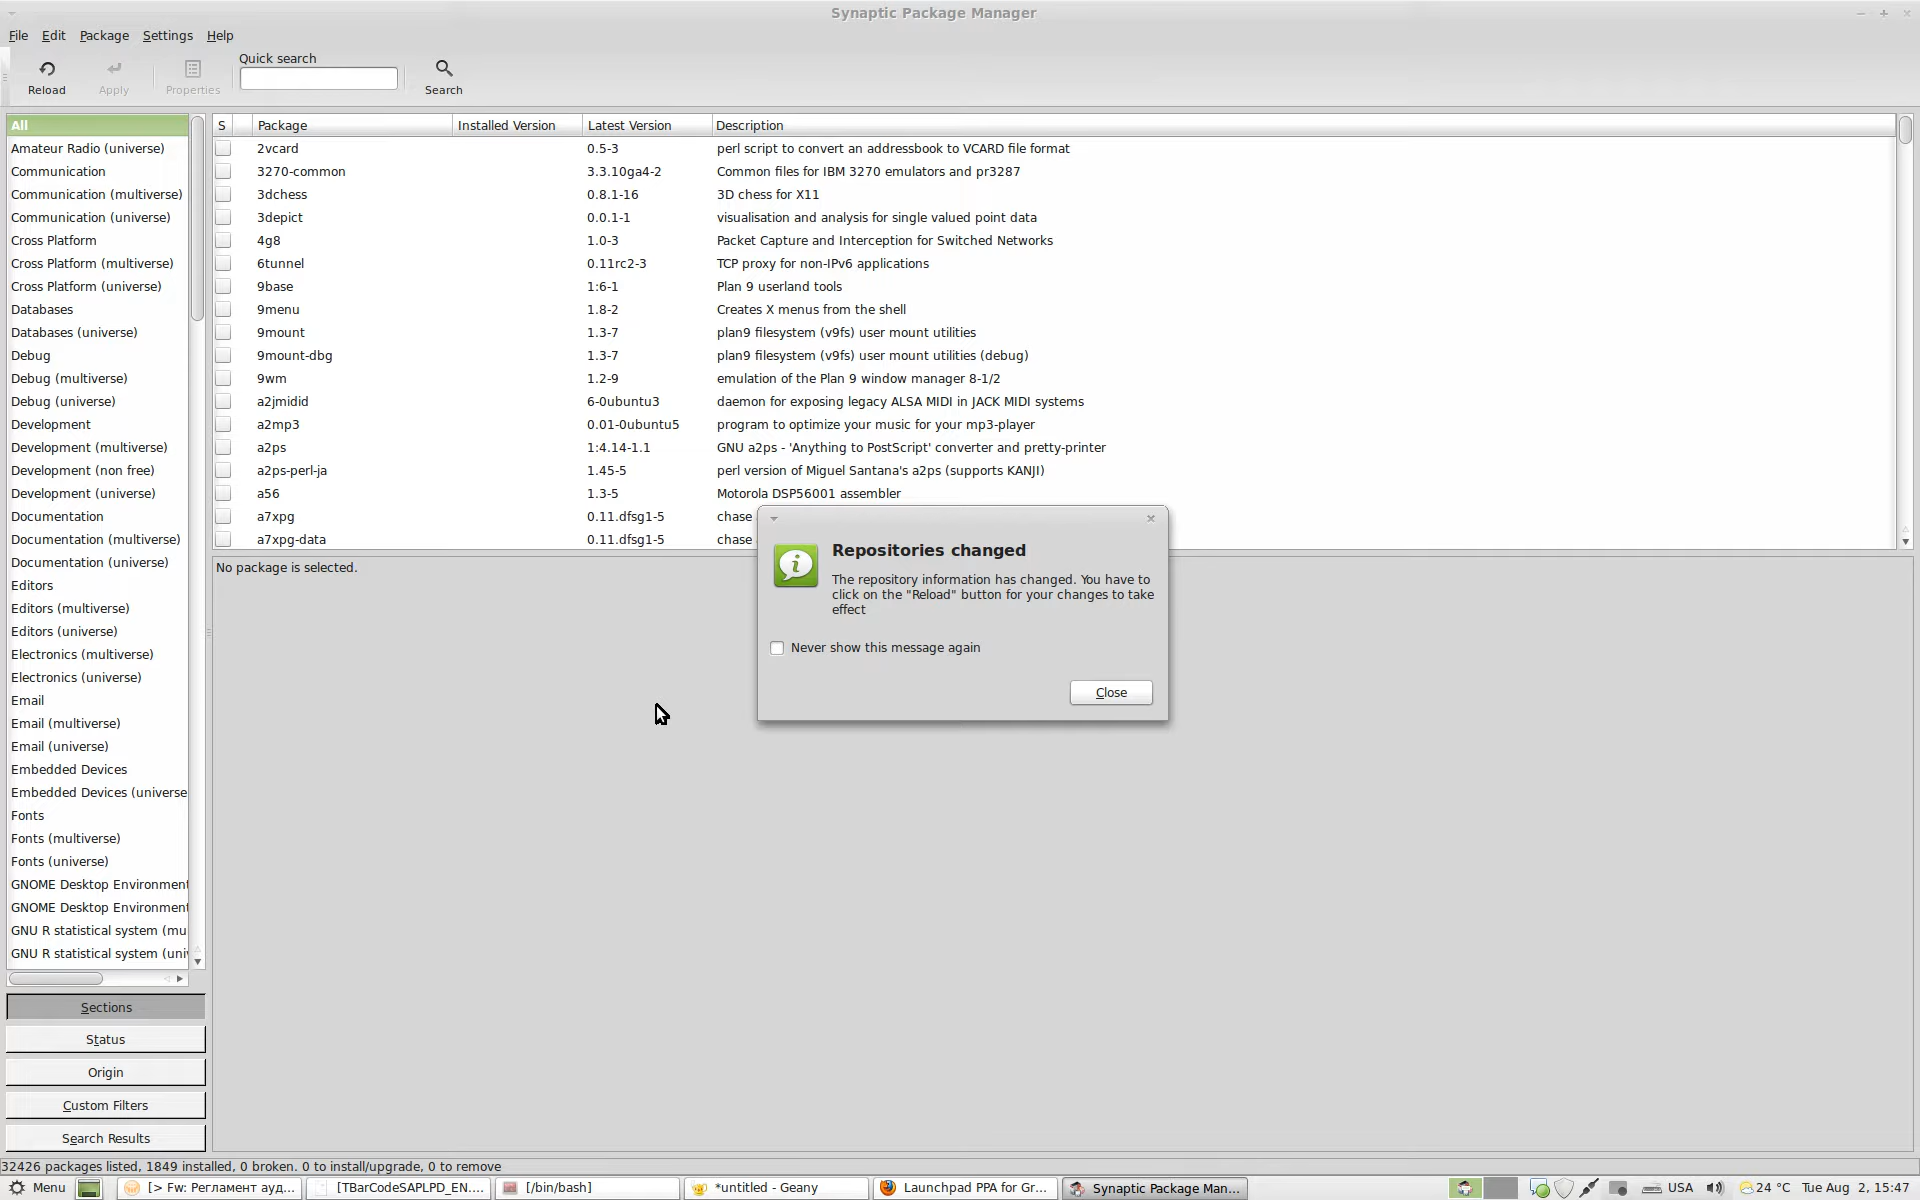 Synaptic Package Manager
File Edit Package Settings Help
Quick search
Reload Apply Properties Search
All
Amateur Radio (universe)
Communication
Communication (multiverse)
Communication (universe)
Cross Platform
Cross Platform (multiverse)
Cross Platform (universe)
Databases
Databases (universe)
Debug
Debug (multiverse)
Debug (universe)
Development
Development (multiverse)
Development (non free)
Development (universe)
Documentation
Documentation (multiverse)
Documentation (universe)
Editors
Editors (multiverse)
Editors (universe)
Electronics (multiverse)
Electronics (universe)
Email
Email (multiverse)
Email (universe)
Embedded Devices
Embedded Devices (universe
Fonts
Fonts (multiverse)
Fonts (universe)
GNOME Desktop Environment
GNOME Desktop Environment
GNU R statistical system (mu
GNU R statistical system (uni
Sections
Status
Origin
Custom Filters
Search Results
S Package Installed Version Latest Version Description
2vcard 0.5-3 perl script to convert an addressbook to VCARD file format
3270-common 3.3.10ga4-2 Common files for IBM 3270 emulators and pr3287
3dchess 0.8.1-16 3D chess for X11
3depict 0.0.1-1 visualisation and analysis for single valued point data
4g8 1.0-3 Packet Capture and Interception for Switched Networks
6tunnel 0.11rc2-3 TCP proxy for non-IPv6 applications
9base 1:6-1 Plan 9 userland tools
9menu 1.8-2 Creates X menus from the shell
9mount 1.3-7 plan9 filesystem (v9fs) user mount utilities
9mount-dbg 1.3-7 plan9 filesystem (v9fs) user mount utilities (debug)
9wm 1.2-9 emulation of the Plan 9 window manager 8-1/2
a2jmidid 6-0ubuntu3 daemon for exposing legacy ALSA MIDI in JACK MIDI systems
a2mp3 0.01-0ubuntu5 program to optimize your music for your mp3-player
a2ps 1:4.14-1.1 GNU a2ps - 'Anything to PostScript' converter and pretty-printer
a2ps-perl-ja 1.45-5 perl version of Miguel Santana's a2ps (supports KANJI)
a56 1.3-5 Motorola DSP56001 assembler
a7xpg 0.11.dfsg1-5 chase
a7xpg-data 0.11.dfsg1-5 chase
No package is selected.
Repositories changed
The repository information has changed. You have to
click on the "Reload" button for your changes to take
effect
Never show this message again
Close
32426 packages listed, 1849 installed, 0 broken. 0 to install/upgrade, 0 to remove
Menu [> Fw: Регламент ауд... [TBarCodeSAPLPD_EN.... [/bin/bash] *untitled - Geany Launchpad PPA for Gr... Synaptic Package Man... USA 24 °C Tue Aug 2, 15:47